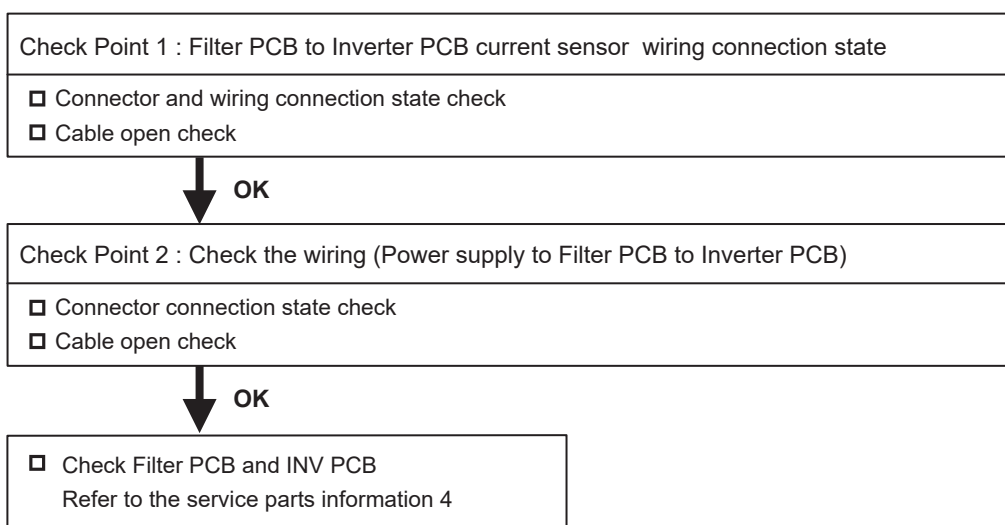 Check Point 1 : Filter PCB to Inverter PCB current sensor wiring connection state
Connector and wiring connection state check
Cable open check
OK
Check Point 2 : Check the wiring (Power supply to Filter PCB to Inverter PCB)
Connector connection state check
Cable open check
OK
Check Filter PCB and INV PCB
Refer to the service parts information 4